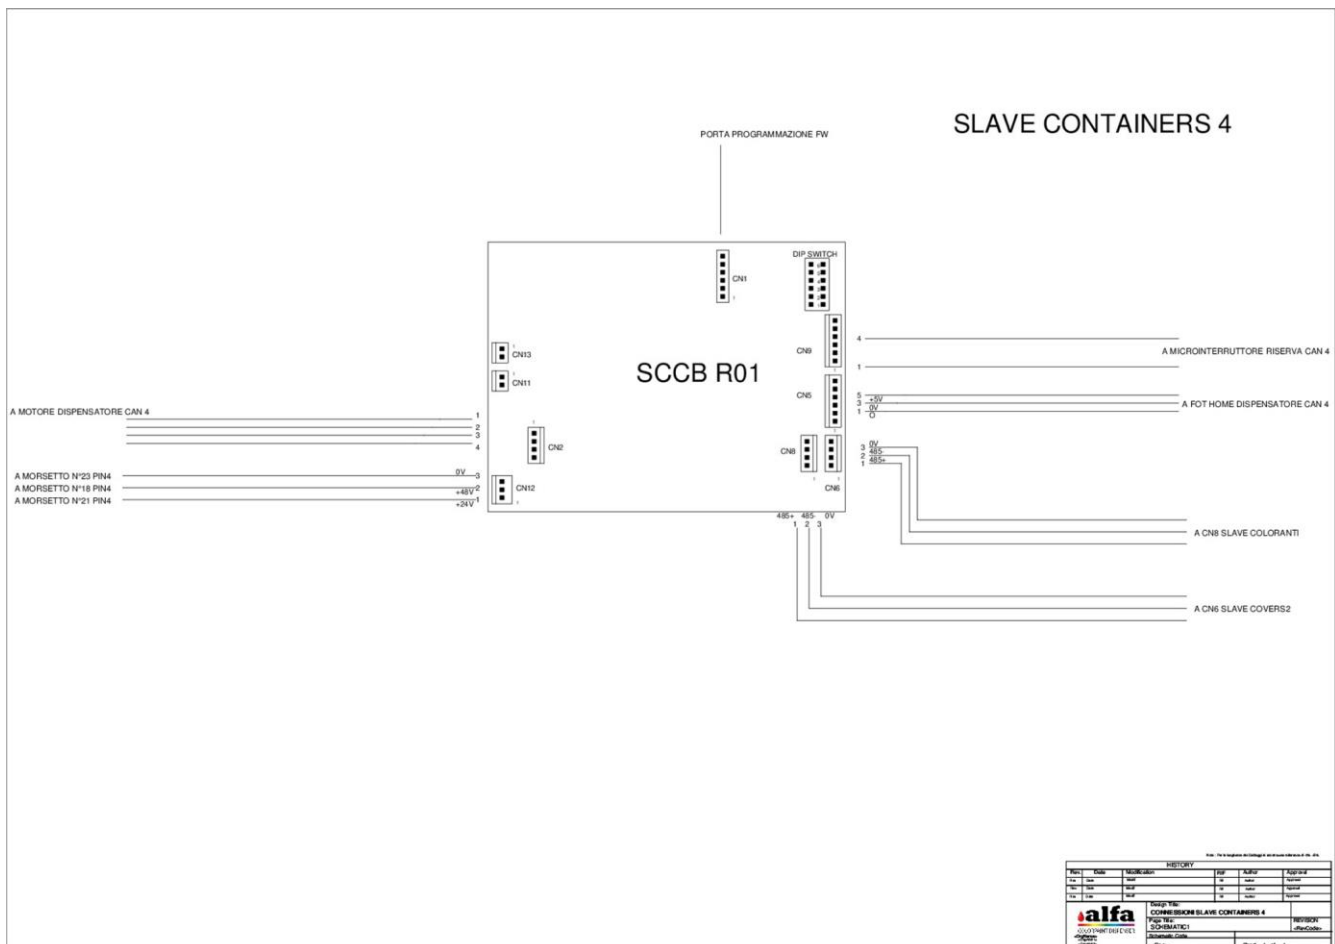 SLAVE CONTAINERS 4
PORTA PROGRAMMAZIONE FW
DIP SWITCH
CN1
CN9
4
1
A MICROINTERRUTTORE RISERVA CAN 4
CN13
CN11
SCCB R01
CN5
5
3
1
+5V
0V
O
A FOT HOME DISPENSATORE CAN 4
A MOTORE DISPENSATORE CAN 4
1
2
3
4
CN2
CN8
CN6
3 0V
2 485-
1 485+
A MORSETTO N°23 PIN4
0V 3
A MORSETTO N°18 PIN4
+48V 2
A MORSETTO N°21 PIN4
+24V 1
CN12
485+ 485- 0V
1 2 3
A CN8 SLAVE COLORANTI
A CN6 SLAVE COVERS2
HISTORY
Rev. Date Modification Author Approval
alfa
Design Title:
CONNESSIONI SLAVE CONTAINERS 4
Page Title:
SCHEMATIC1
REVISION
<RevCode>
Schematic Code